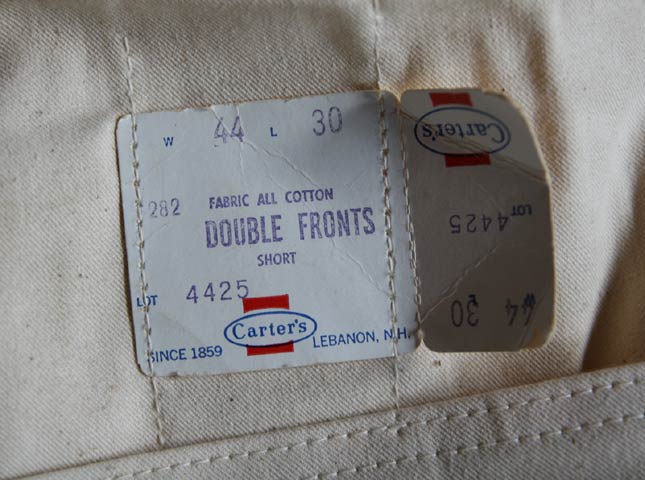 W 44 L 30
282 FABRIC ALL COTTON
DOUBLE FRONTS
SHORT
LOT 4425
Carter's
SINCE 1859 LEBANON, N.H.
Carter's
LOT 4425
W 44 L 30